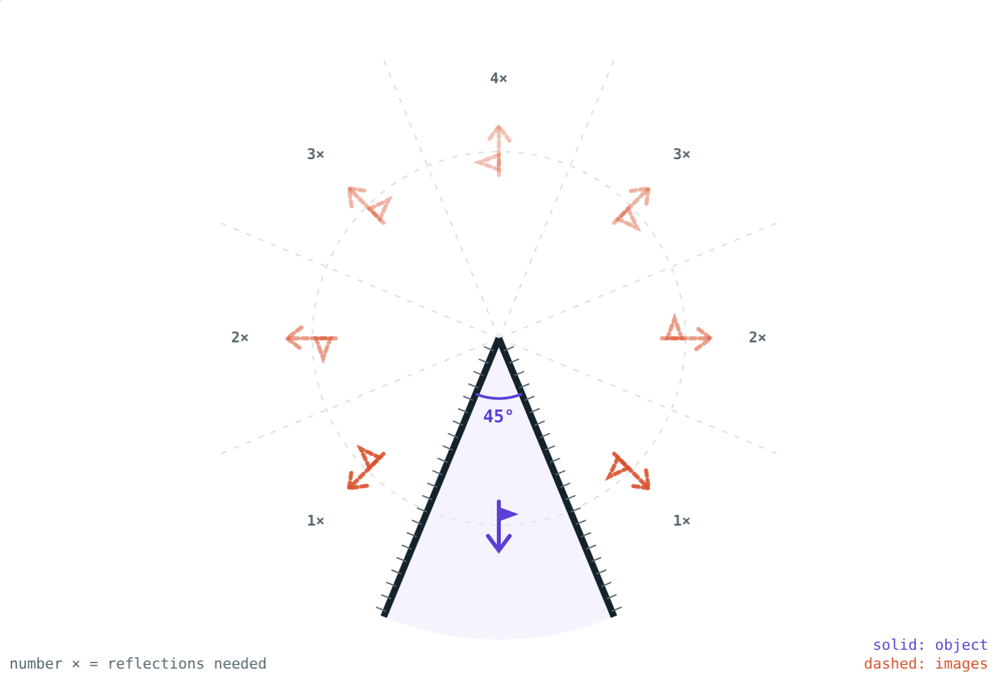 4×
3×
3×
2×
2×
45°
1×
1×
solid: object
number × = reflections needed
dashed: images